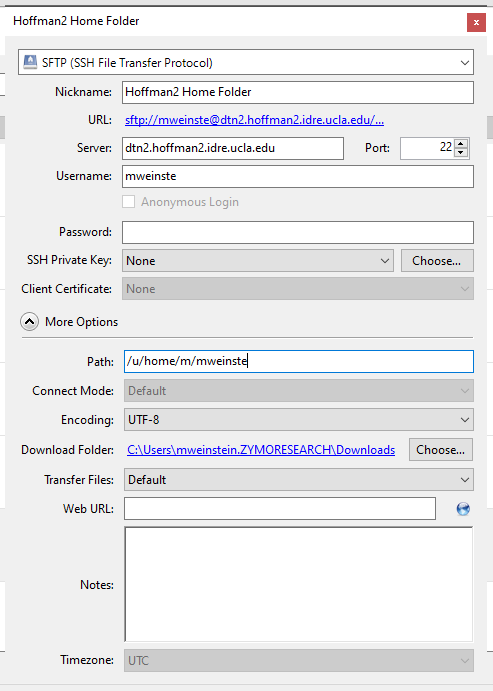 Hoffman2 Home Folder
x
SFTP (SSH File Transfer Protocol)
Nickname: Hoffman2 Home Folder
URL: sftp://mweinste@dtn2.hoffman2.idre.ucla.edu/...
Server: dtn2.hoffman2.idre.ucla.edu Port: 22
Username: mweinste
Anonymous Login
Password:
SSH Private Key: None Choose...
Client Certificate: None
More Options
Path: /u/home/m/mweinste
Connect Mode: Default
Encoding: UTF-8
Download Folder: C:\Users\mweinstein.ZYMORESEARCH\Downloads Choose...
Transfer Files: Default
Web URL:
Notes:
Timezone: UTC